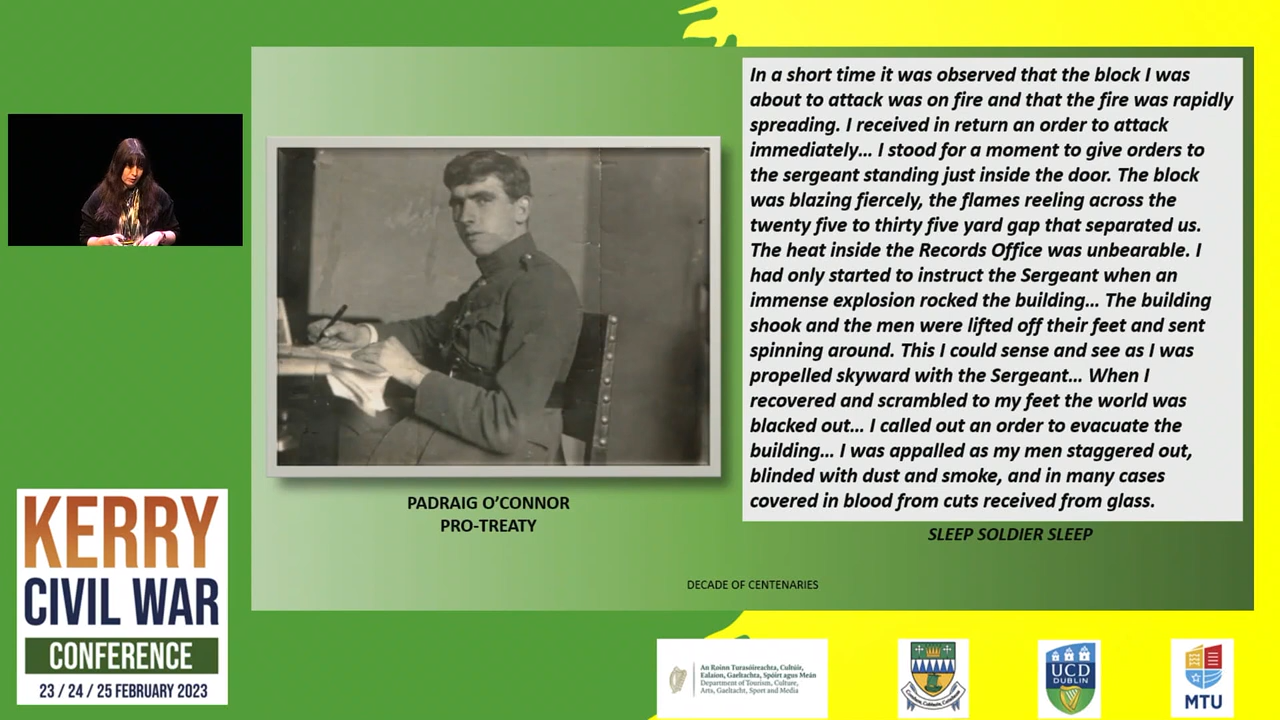 In a short time it was observed that the block I was
about to attack was on fire and that the fire was rapidly
spreading. I received in return an order to attack
immediately... I stood for a moment to give orders to
the sergeant standing just inside the door. The block
was blazing fiercely, the flames reeling across the
twenty five to thirty five yard gap that separated us.
The heat inside the Records Office was unbearable. I
had only started to instruct the Sergeant when an
immense explosion rocked the building... The building
shook and the men were lifted off their feet and sent
spinning around. This I could sense and see as I was
propelled skyward with the Sergeant... When I
recovered and scrambled to my feet the world was
blacked out... I called out an order to evacuate the
building... I was appalled as my men staggered out,
blinded with dust and smoke, and in many cases
covered in blood from cuts received from glass.
SLEEP SOLDIER SLEEP
PADRAIG O'CONNOR
PRO-TREATY
DECADE OF CENTENARIES
KERRY
CIVIL WAR
CONFERENCE
23 / 24 / 25 FEBRUARY 2023
An Roinn Turasóireachta, Cultúir,
Ealaíon, Gaeltachta, Spóirt agus Meán
Department of Tourism, Culture,
Arts, Gaeltacht, Sport and Media
UCD
DUBLIN
MTU